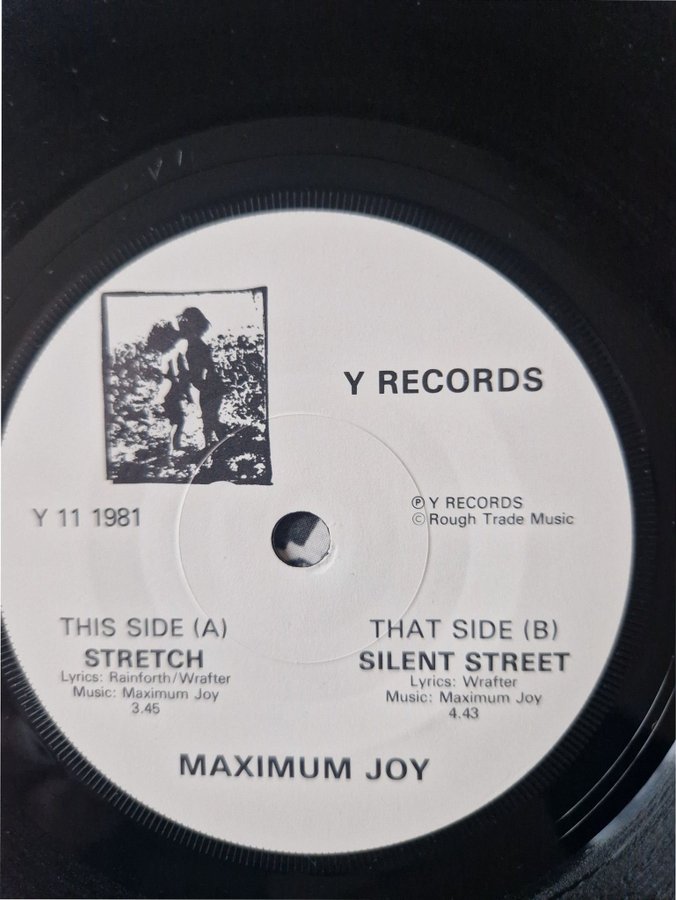 Y RECORDS
Y 11 1981
Ⓟ Y RECORDS
© Rough Trade Music
THIS SIDE (A)
STRETCH
Lyrics: Rainforth/Wrafter
Music: Maximum Joy
3.45
THAT SIDE (B)
SILENT STREET
Lyrics: Wrafter
Music: Maximum Joy
4.43
MAXIMUM JOY